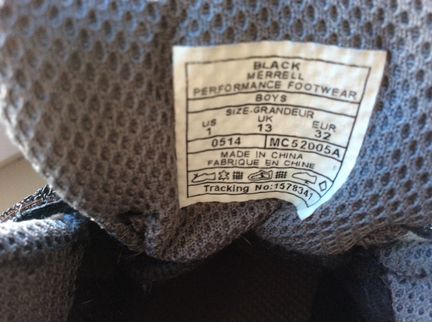 BLACK
MERRELL
PERFORMANCE FOOTWEAR
BOYS
SIZE-GRANDEUR
US UK EUR
1 13 32
0514 MC52005A
MADE IN CHINA
FABRIQUE EN CHINE
Tracking No:1578341